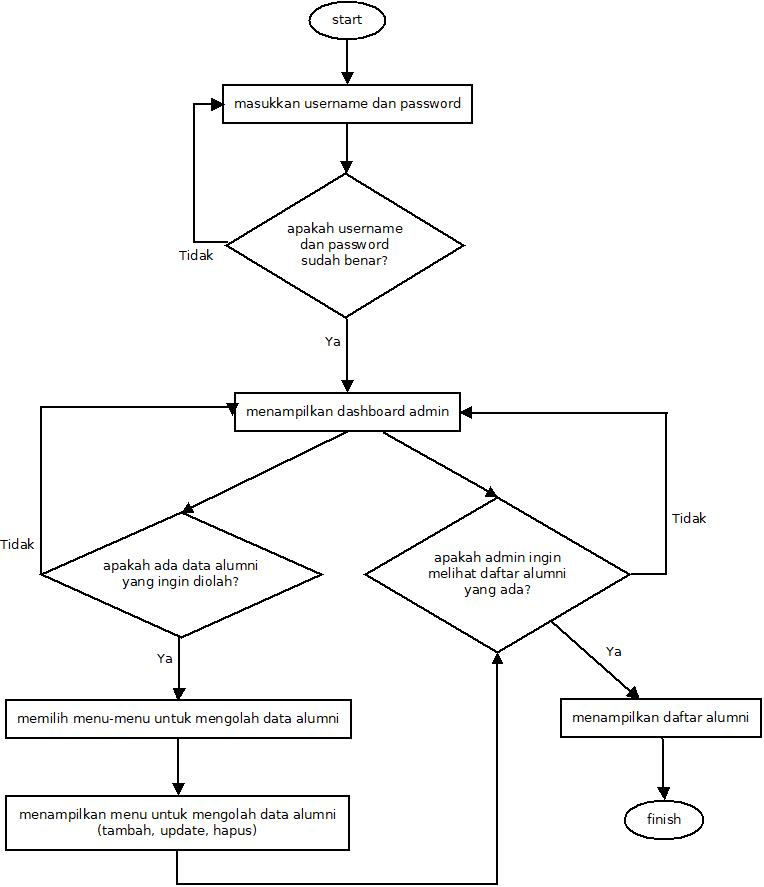 start
masukkan username dan password
apakah username
dan password
sudah benar?
Tidak
Ya
menampilkan dashboard admin
Tidak
apakah ada data alumni
yang ingin diolah?
apakah admin ingin
melihat daftar alumni
yang ada?
Tidak
Ya
Ya
memilih menu-menu untuk mengolah data alumni
menampilkan daftar alumni
menampilkan menu untuk mengolah data alumni
(tambah, update, hapus)
finish